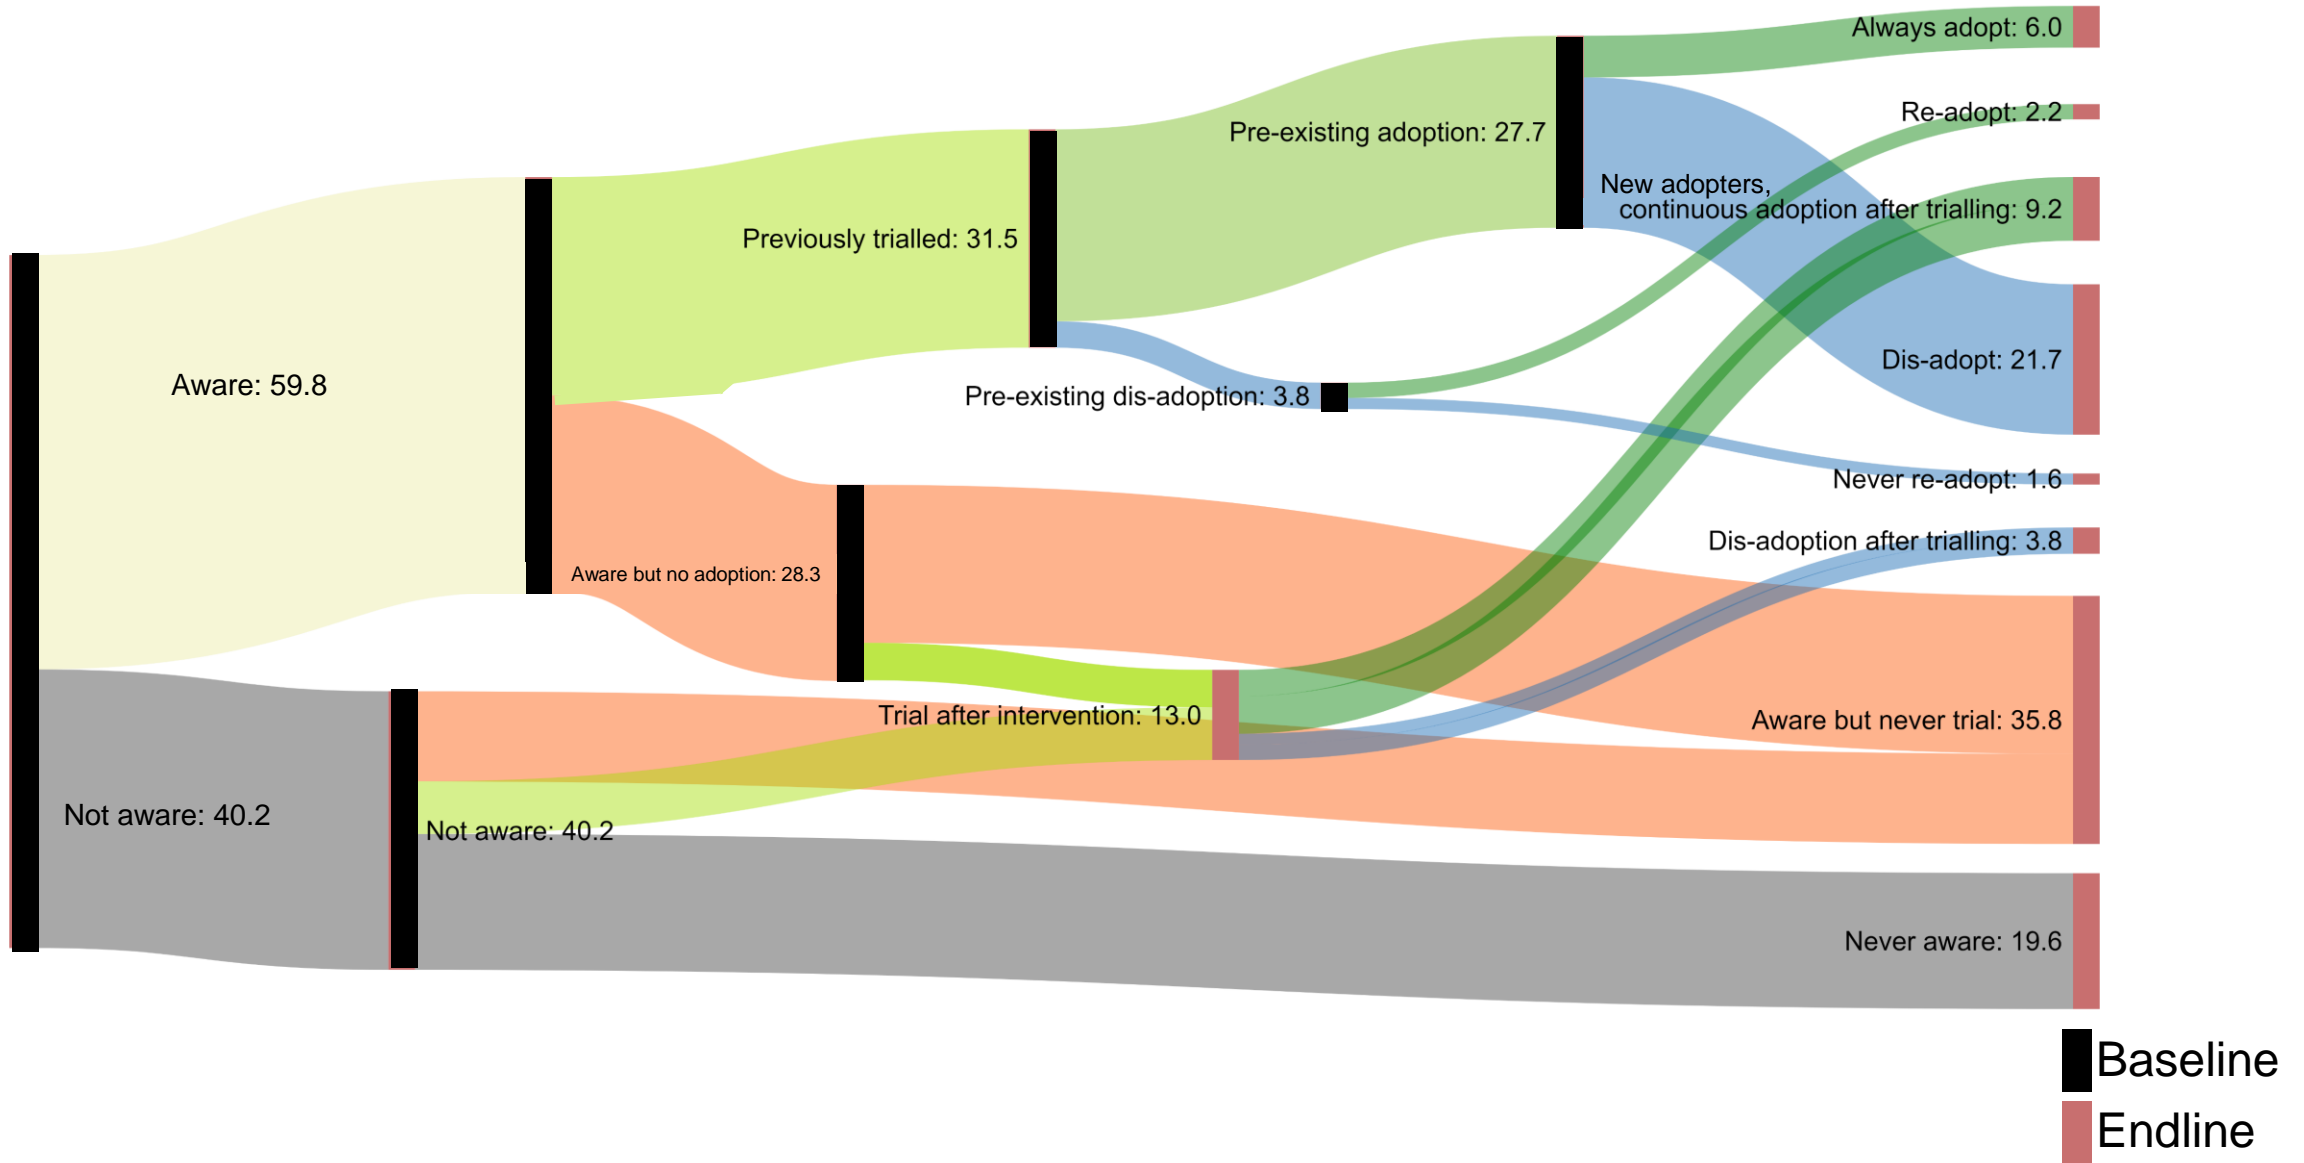 Always adopt: 6.0
Re-adopt: 2.2
Pre-existing adoption: 27.7
New adopters,
continuous adoption after trialling: 9.2
Previously trialled: 31.5
Dis-adopt: 21.7
Aware: 59.8
Pre-existing dis-adoption: 3.8
Never re-adopt: 1.6
Dis-adoption after trialling: 3.8
Aware but no adoption: 28.3
Trial after intervention: 13.0
Aware but never trial: 35.8
Not aware: 40.2
Not aware: 40.2
Never aware: 19.6
Baseline
Endline